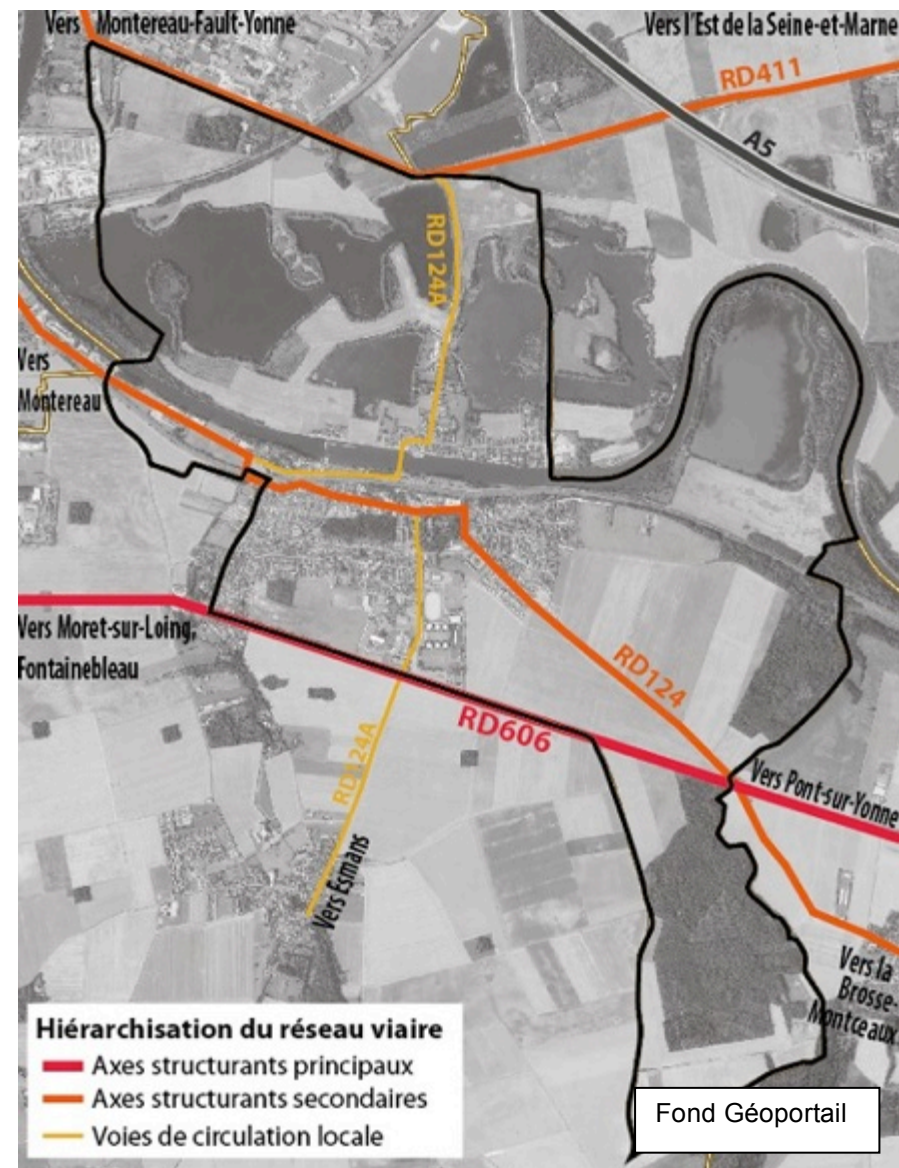 Vers Montereau-Fault-Yonne
Vers l'Est de la Seine-et-Marne
RD411
A5
RD124A
Vers
Montereau
Vers Moret-sur-Loing,
Fontainebleau
RD124
RD606
RD124A
Vers Pont-sur-Yonne
Vers Esmans
Vers la
Brosse-
Montceaux
Hiérarchisation du réseau viaire
Axes structurants principaux
Axes structurants secondaires
Voies de circulation locale
Fond Géoportail